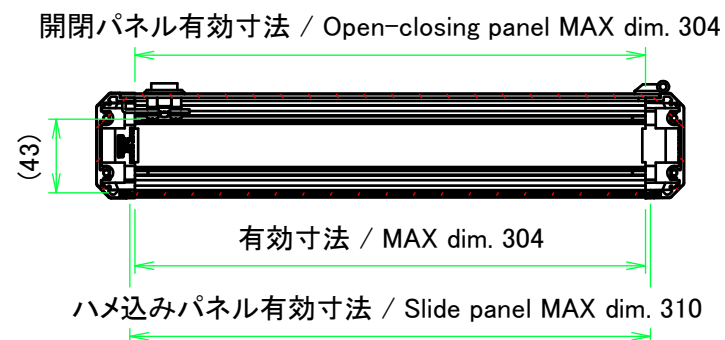 開閉パネル有効寸法 / Open-closing panel MAX dim. 304
(43)
有効寸法 / MAX dim. 304
ハメ込みパネル有効寸法 / Slide panel MAX dim. 310